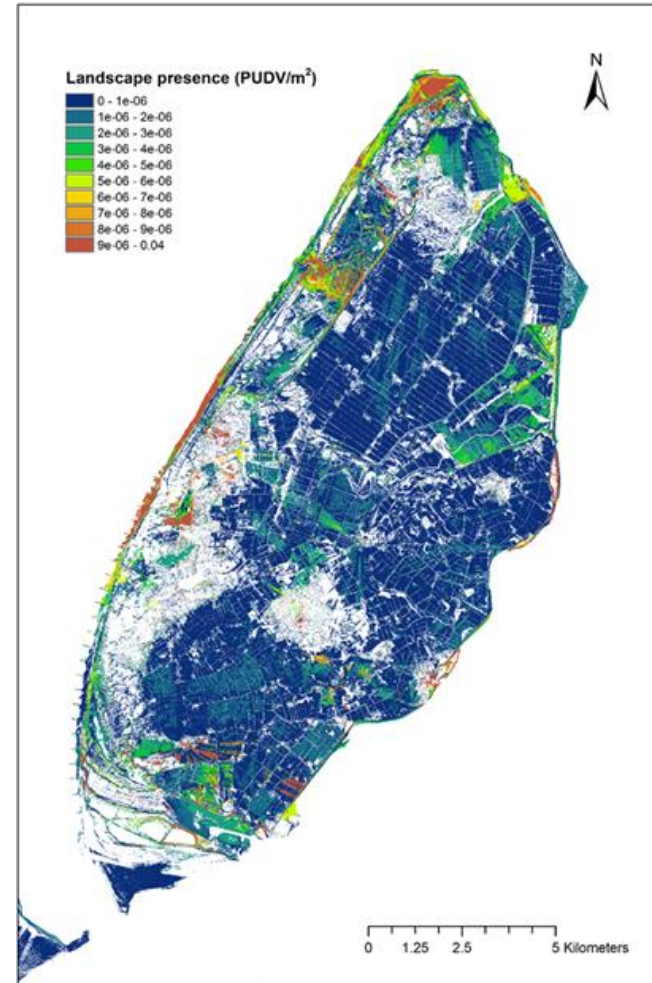 Landscape presence (PUDV/m²)
0 - 1e-06
1e-06 - 2e-06
2e-06 - 3e-06
3e-06 - 4e-06
4e-06 - 5e-06
5e-06 - 6e-06
6e-06 - 7e-06
7e-06 - 8e-06
8e-06 - 9e-06
9e-06 - 0.04
N
0 1.25 2.5 5 Kilometers